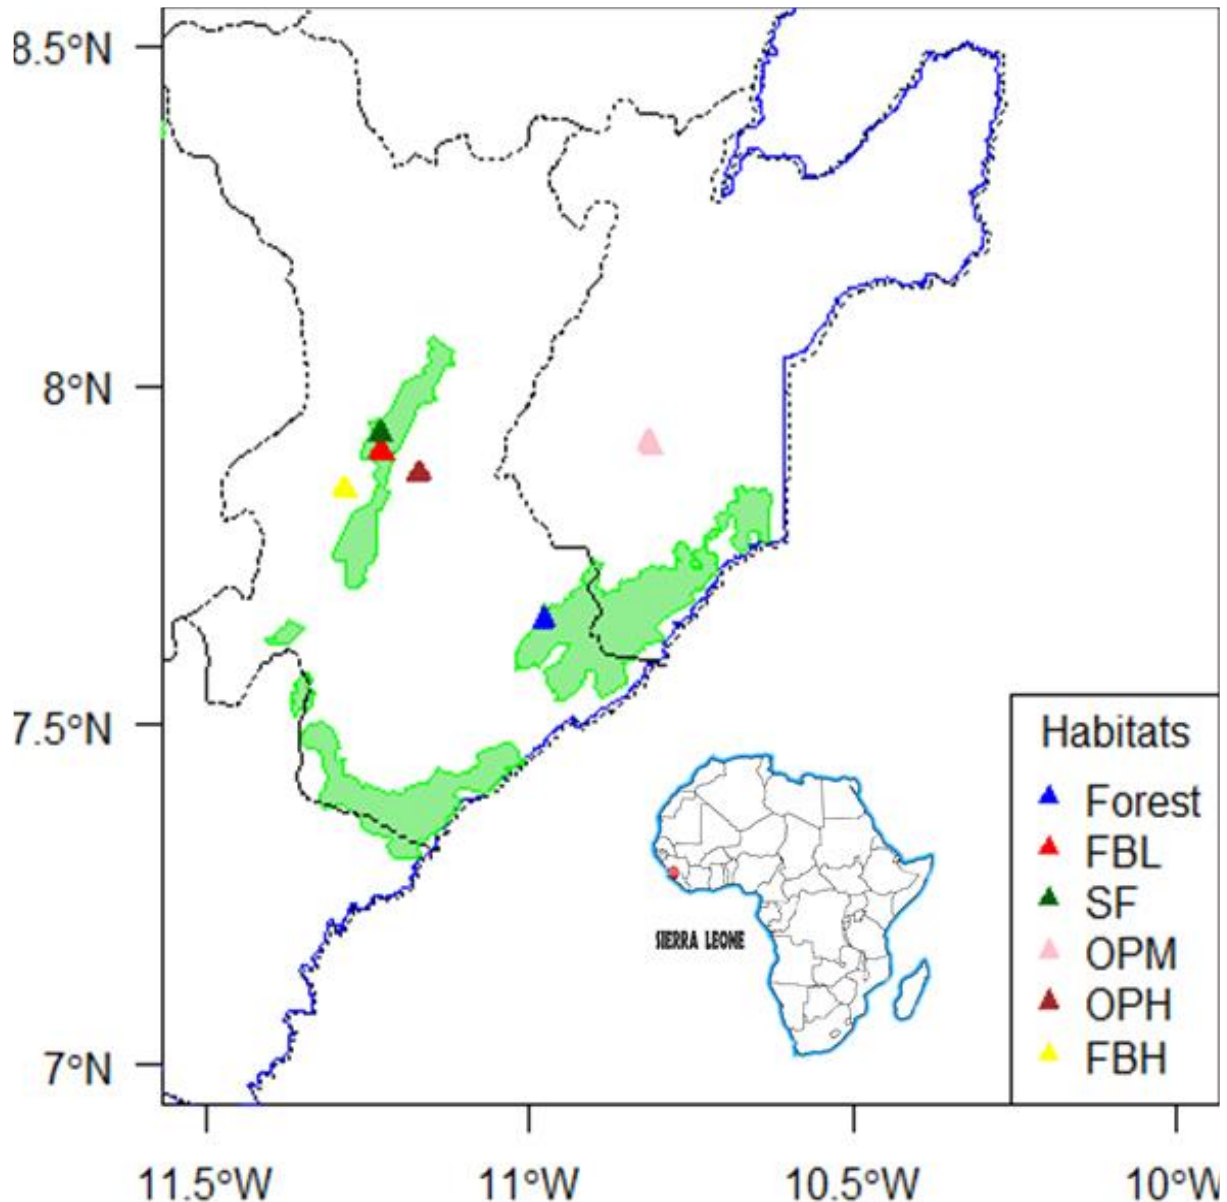 8.5°N
8°N
7.5°N
7°N
11.5°W
11°W
10.5°W
10°W
Habitats
Forest
FBL
SF
OPM
OPH
FBH
SIERRA LEONE